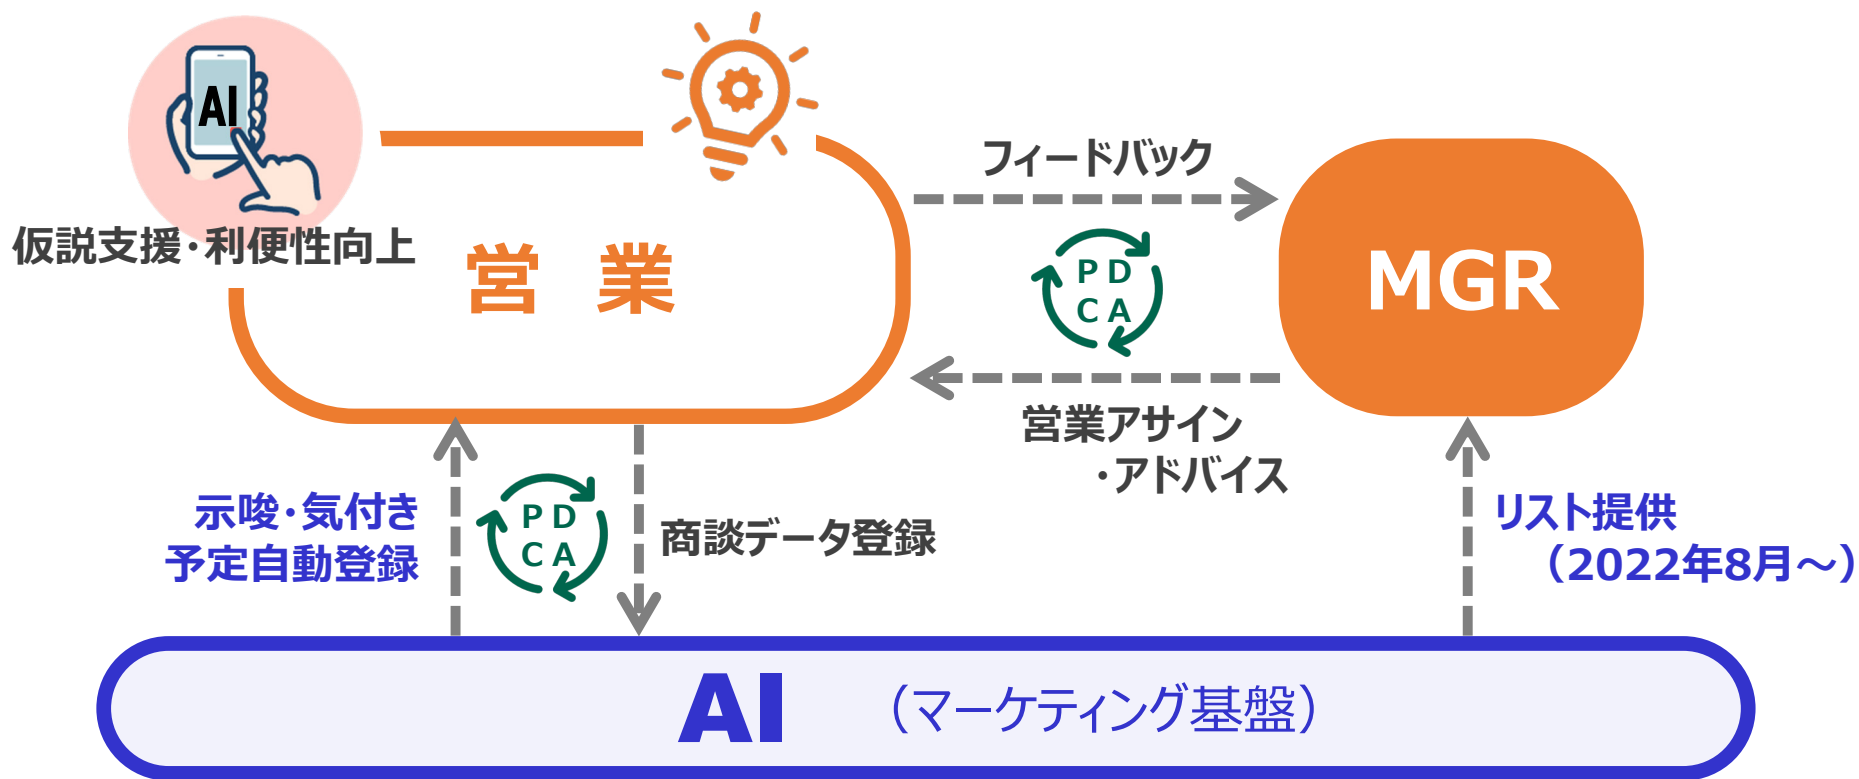 AI
仮説支援・利便性向上
営 業
フィードバック
P D
C A
MGR
営業アサイン
・アドバイス
示唆・気付き
予定自動登録
P D
C A
商談データ登録
リスト提供
（2022年8月～）
AI （マーケティング基盤）